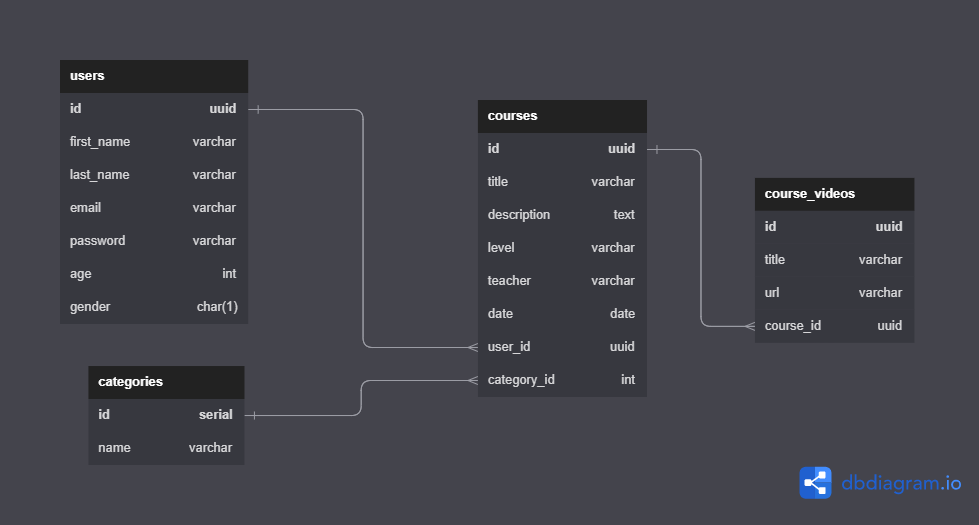 users
id uuid
first_name varchar
last_name varchar
email varchar
password varchar
age int
gender char(1)
categories
id serial
name varchar
courses
id uuid
title varchar
description text
level varchar
teacher varchar
date date
user_id uuid
category_id int
course_videos
id uuid
title varchar
url varchar
course_id uuid
dbdiagram.io